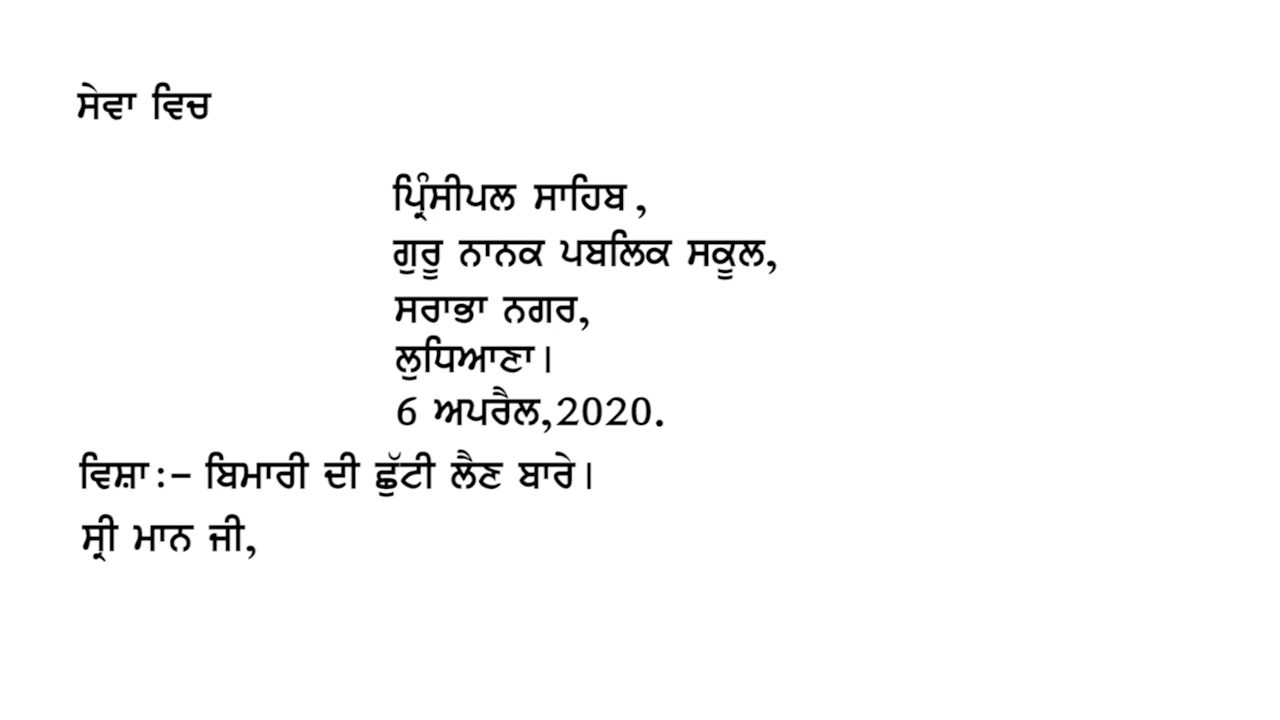 ਸੇਵਾ ਵਿਚ
ਪ੍ਰਿੰਸੀਪਲ ਸਾਹਿਬ ,
ਗੁਰੂ ਨਾਨਕ ਪਬਲਿਕ ਸਕੂਲ,
ਸਰਾਭਾ ਨਗਰ,
ਲੁਧਿਆਣਾ।
6 ਅਪਰੈਲ,2020.
ਵਿਸ਼ਾ:- ਬਿਮਾਰੀ ਦੀ ਛੁੱਟੀ ਲੈਣ ਬਾਰੇ।
ਸ੍ਰੀ ਮਾਨ ਜੀ,